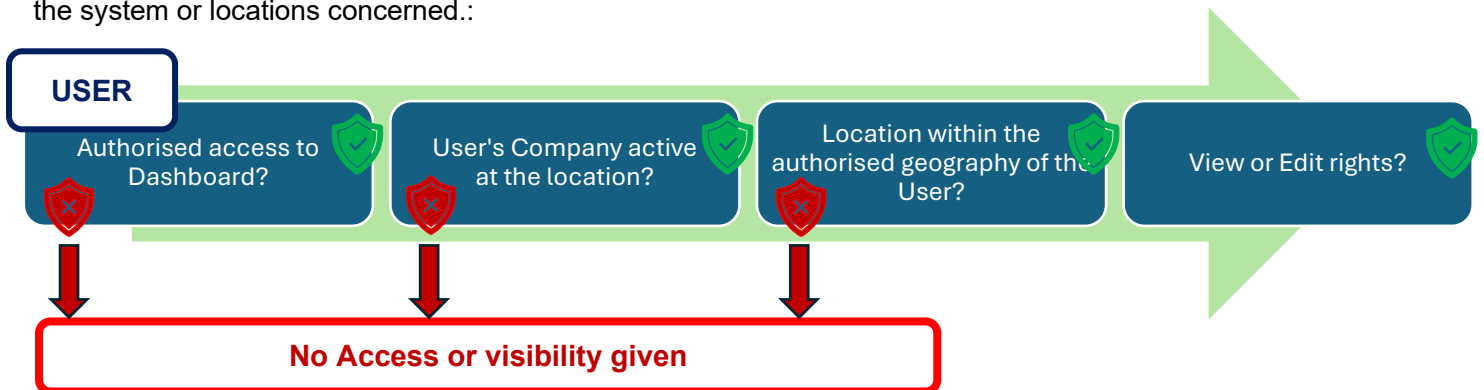 the system or locations concerned.:
USER
Authorised access to
Dashboard?
User's Company active
at the location?
Location within the
authorised geography of the
User?
View or Edit rights?
No Access or visibility given